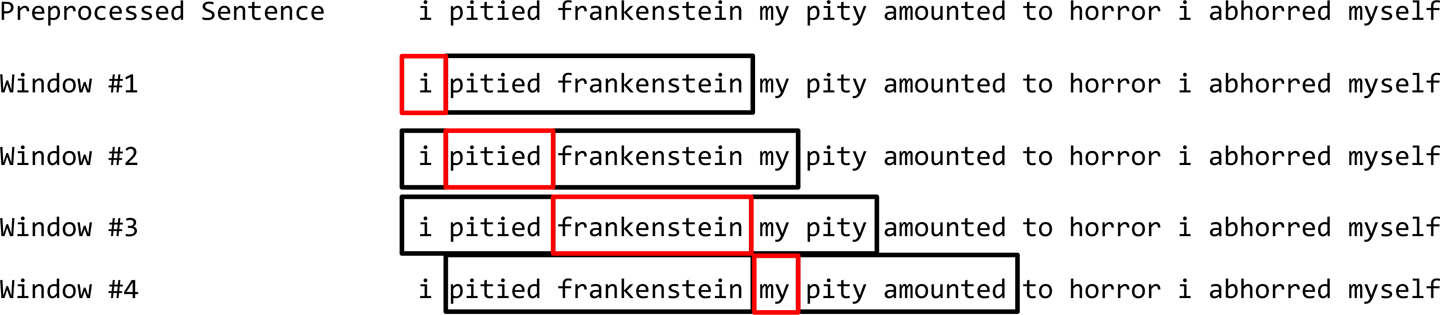 Preprocessed Sentence i pitied frankenstein my pity amounted to horror i abhorred myself
Window #1 i pitied frankenstein my pity amounted to horror i abhorred myself
Window #2 i pitied frankenstein my pity amounted to horror i abhorred myself
Window #3 i pitied frankenstein my pity amounted to horror i abhorred myself
Window #4 i pitied frankenstein my pity amounted to horror i abhorred myself